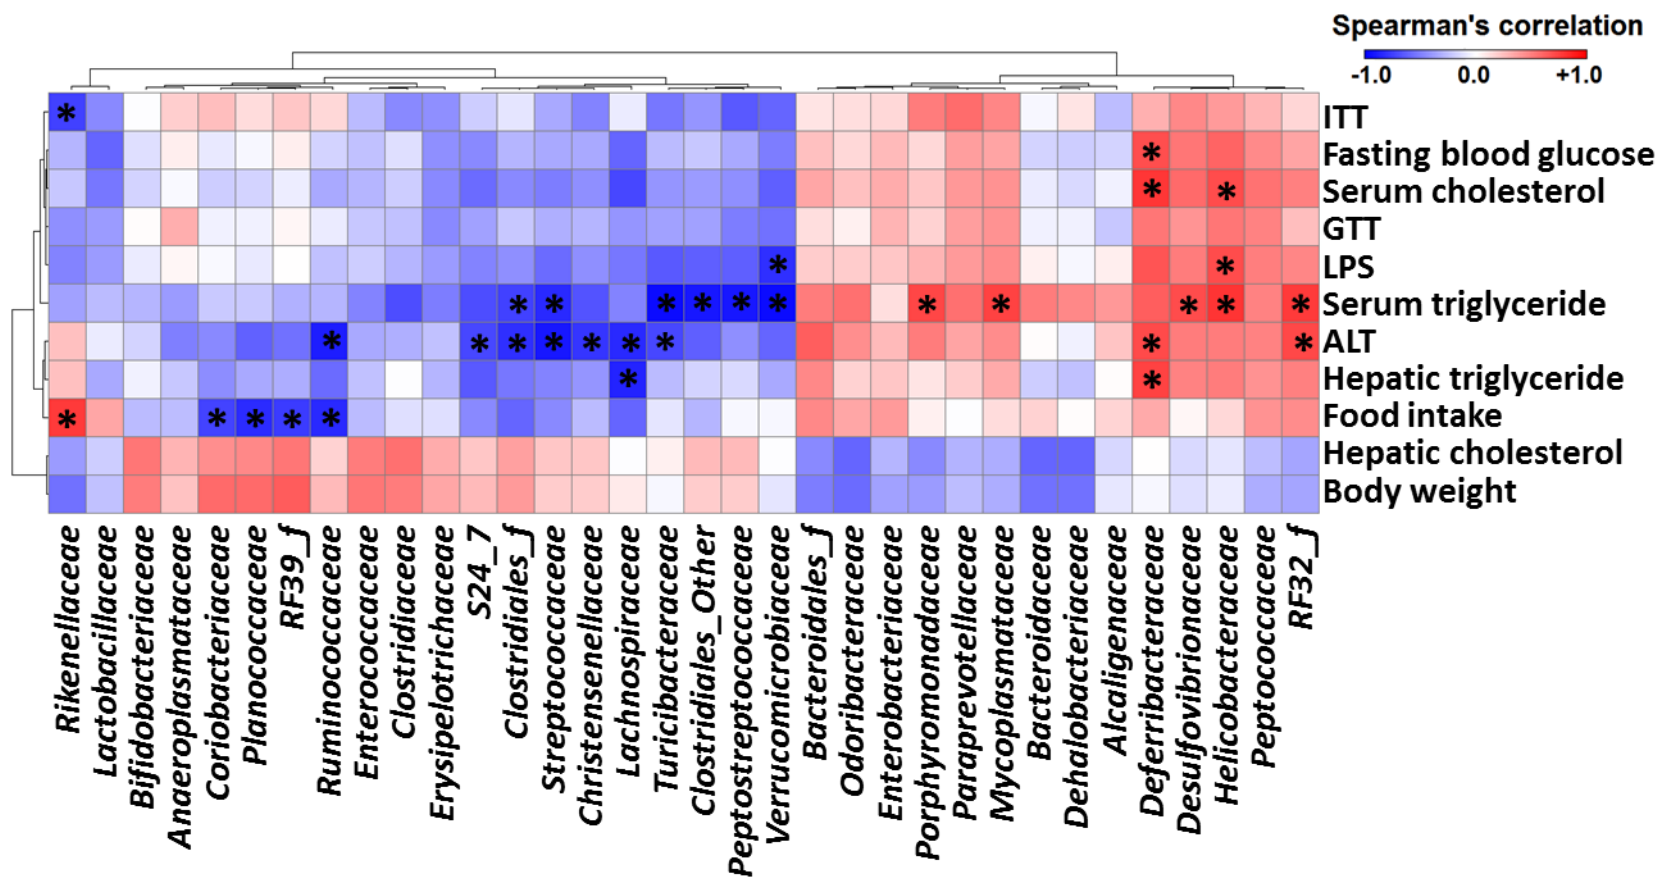 Spearman's correlation
-1.0 0.0 +1.0
* ITT
* Fasting blood glucose
* * Serum cholesterol
GTT
* * LPS
* * * * * * * * * * * Serum triglyceride
* * * * * * * * * ALT
* * Hepatic triglyceride
* * * * * Food intake
Hepatic cholesterol
Body weight
Rikenellaceae
Lactobacillaceae
Bifidobacteriaceae
Anaeroplasmataceae
Coriobacteriaceae
Planococcaceae
RF39_f
Ruminococcaceae
Enterococcaceae
Clostridiaceae
Erysipelotrichaceae
S24_7
Clostridiales_f
Streptococcaceae
Christensenellaceae
Lachnospiraceae
Turicibacteraceae
Clostridiales_Other
Peptostreptococcaceae
Verrucomicrobiaceae
Bacteroidales_f
Odoribacteraceae
Enterobacteriaceae
Porphyromonadaceae
Paraprevotellaceae
Mycoplasmataceae
Bacteroidaceae
Dehalobacteriaceae
Alcaligenaceae
Deferribacteraceae
Desulfovibrionaceae
Helicobacteraceae
Peptococcaceae
RF32_f